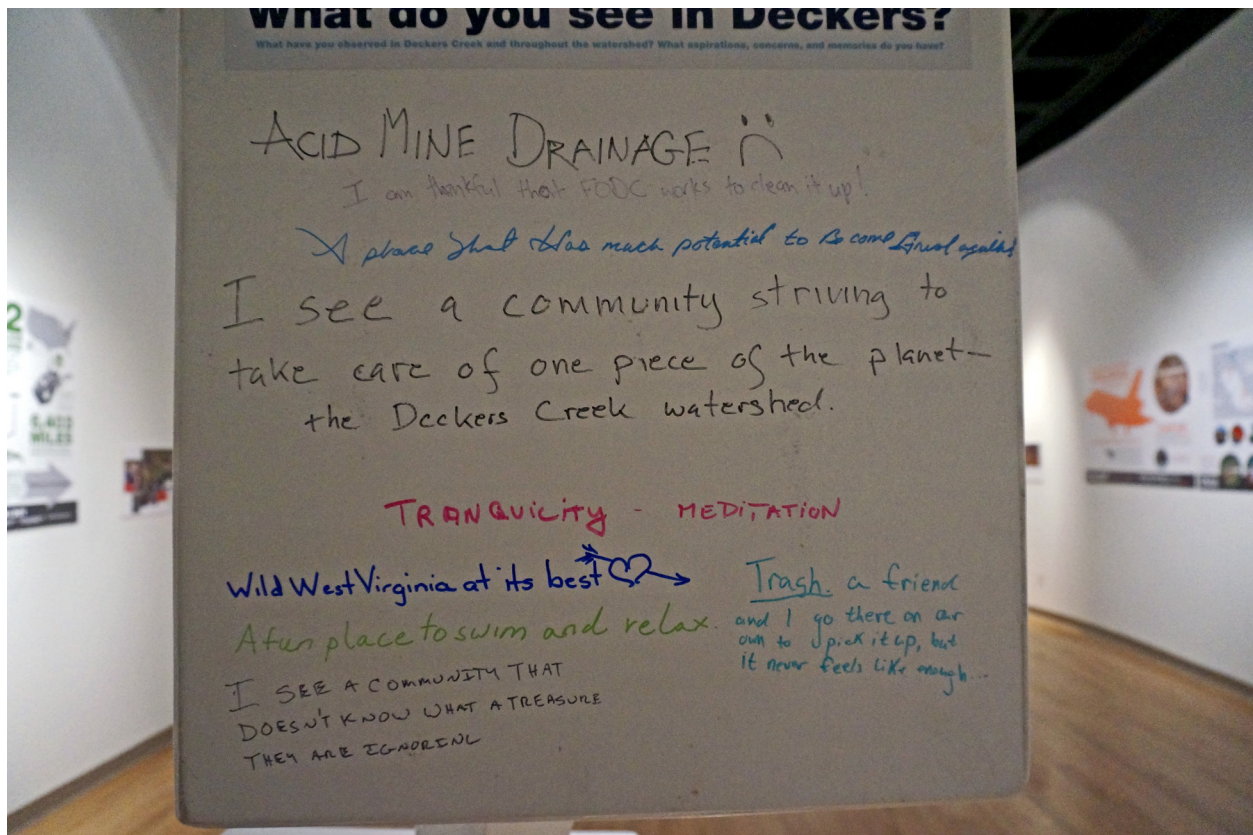 What do you see in Deckers?
What have you observed in Deckers Creek and throughout the watershed? What aspirations, concerns, and memories do you have?
ACID MINE DRAINAGE
I am thankful that FODC works to clean it up!
A place that Has much potential to Become Great again!
I see a community striving to
take care of one piece of the planet—
the Deckers Creek watershed.
TRANQUILITY - MEDITATION
Wild West Virginia at its best
A fun place to swim and relax.
I SEE A COMMUNITY THAT
DOESN'T KNOW WHAT A TREASURE
THEY ARE IGNORING
Trash. a friend
and I go there on our
own to pick it up, but
it never feels like enough...
2
MILES